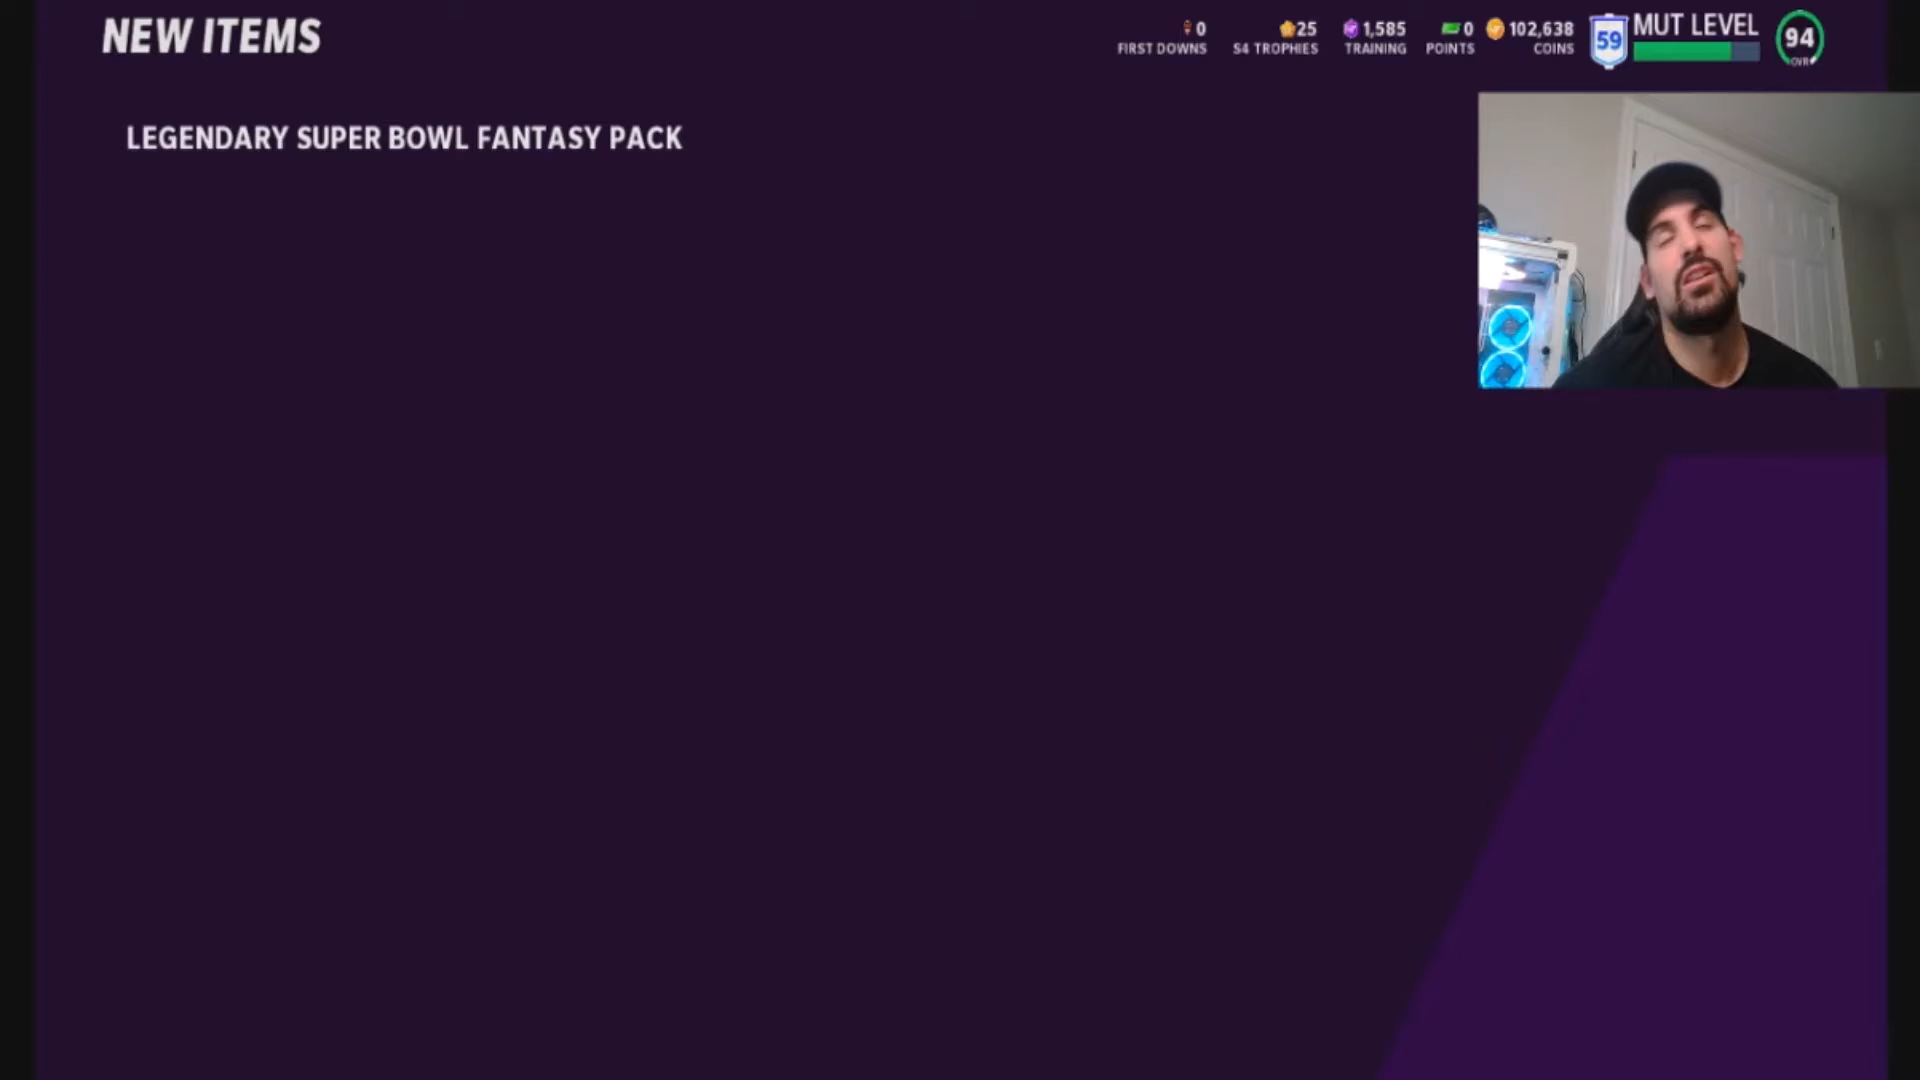 NEW ITEMS
0 25 1,585 0 102,638
FIRST DOWNS S4 TROPHIES TRAINING POINTS COINS
59 MUT LEVEL 94
OVR
LEGENDARY SUPER BOWL FANTASY PACK